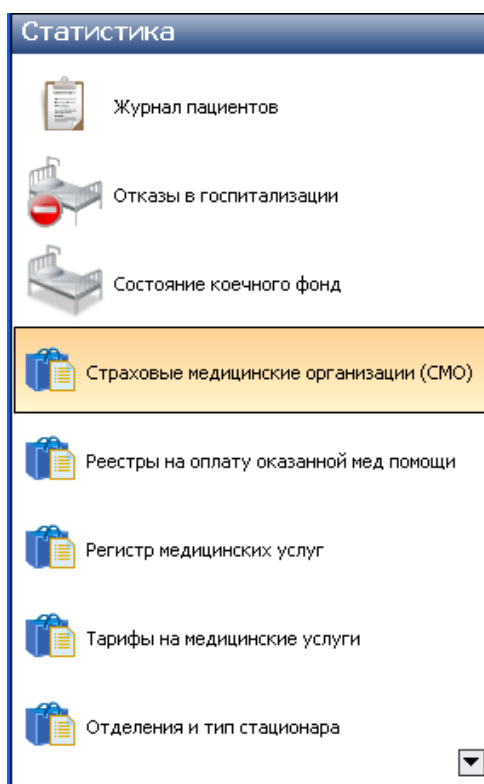 Статистика
Журнал пациентов
Отказы в госпитализации
Состояние коечного фонд
Страховые медицинские организации (СМО)
Реестры на оплату оказанной мед помощи
Регистр медицинских услуг
Тарифы на медицинские услуги
Отделения и тип стационара